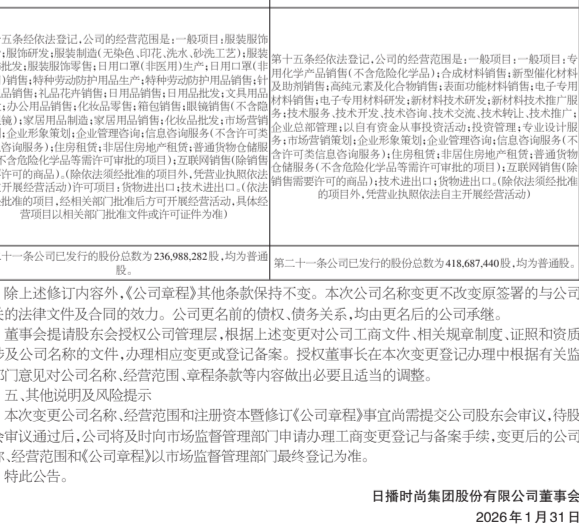 五条经依法登记,公司的经营范围是:一般项目:服装服饰
;服饰研发;服装制造(无染色、印花、洗水、砂洗工艺);服装
批发;服装服饰零售;日用口罩(非医用)生产;日用口罩(非
)销售;特种劳动防护用品生产;特种劳动防护用品销售;针
品销售;礼品花卉销售;日用品销售;日用品批发;文具用品
;办公用品销售;化妆品零售;箱包销售;眼镜销售(不含隐
;家居用品制造;家居用品销售;化妆品批发;市场营销
;企业形象策划;企业管理咨询;信息咨询服务(不含许可类
咨询服务);住房租赁;非居住房地产租赁;普通货物仓储服
不含危险化学品等需许可审批的项目);互联网销售(除销售
许可的商品)。(除依须经批准的项目外,凭营业执照依法
开展经营活动)许可项目:货物进出口;技术进出口。(依法
批准的项目,经相关部门批准后方可开展经营活动,具体经
营项目以相关部门批准文件或许可证件为准)
第十五条经依法登记,公司的经营范围是:一般项目:一般项目:专
用化学产品销售(不含危险化学品);合成材料销售;新型催化材料
及助剂销售;高纯元素及化合物销售;表面功能材料销售;电子专用
材料销售;电子专用材料研发;新材料技术研发;新材料技术推广服
务;技术服务、技术开发、技术咨询、技术交流、技术转让、技术推广;
企业总部管理;以自有资金从事投资活动;投资管理;专业设计服
务;市场营销策划;企业形象策划;企业管理咨询;信息咨询服务(不
含许可类信息咨询服务);住房租赁;非居住房地产租赁;普通货物
仓储服务(不含危险化学品等需许可审批的项目);互联网销售(除
销售需要许可的商品);技术进出口;货物进出口。(除依法须经批准
的项目外,凭营业执照依法自主开展经营活动)
十一条公司已发行的股份总数为236,988,282股,均为普通
股。
第二十一条公司已发行的股份总数为418,687,440股,均为普通股。
除上述修订内容外,《公司章程》其他条款保持不变。本次公司名称变更不改变原签署的与公司
的法律文件及合同的效力。公司更名前的债权、债务关系,均由更名后的公司承继。
董事会提请股东会授权公司管理层,根据上述变更对公司工商文件、相关规章制度、证照和资质
涉及公司名称的文件,办理相应变更或登记备案。授权董事长在本次变更登记办理中根据有关监
部门意见对公司名称、经营范围、章程条款等内容做出必要且适当的调整。
五、其他说明及风险提示
本次变更公司名称、经营范围和注册资本暨修订《公司章程》事宜尚需提交公司股东会审议,待股
会审议通过后,公司将及时向市场监督管理部门申请办理工商变更登记与备案手续,变更后的公司
称、经营范围和《公司章程》以市场监督管理部门最终登记为准。
特此公告。
日播时尚集团股份有限公司董事会
2026年1月31日